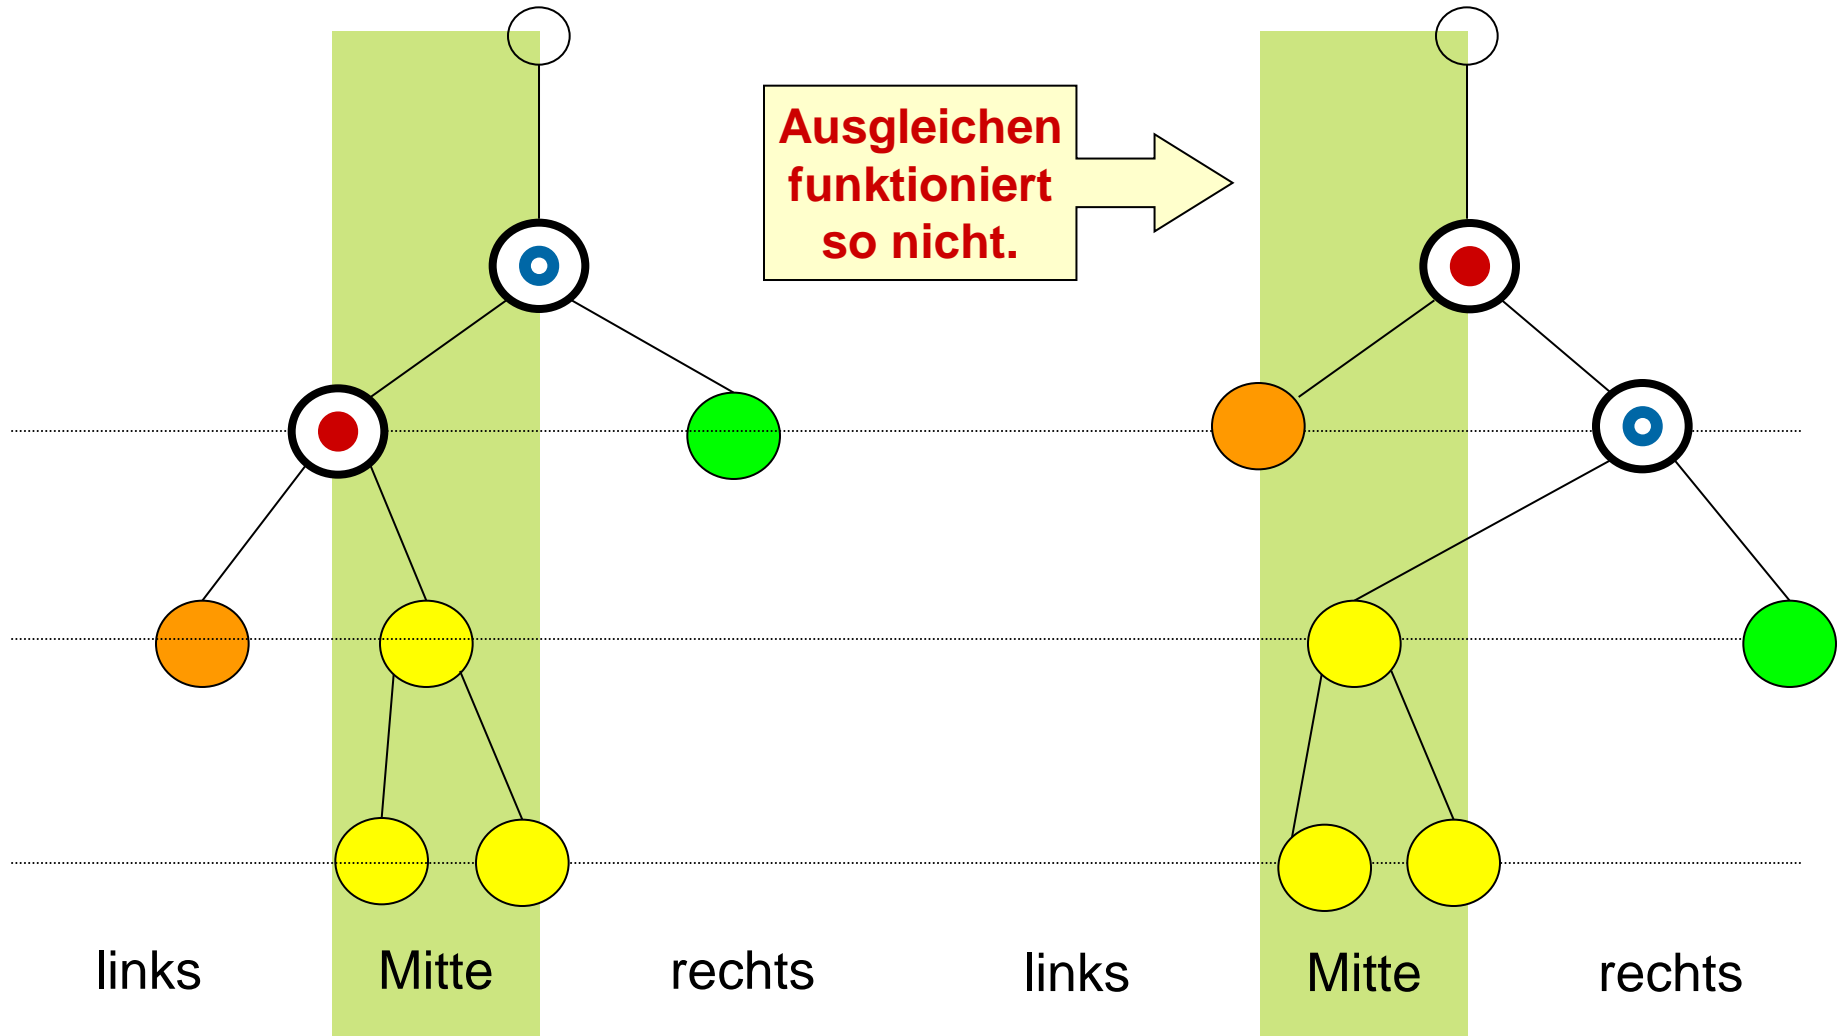 Ausgleichen
funktioniert
so nicht.
links Mitte rechts links Mitte rechts